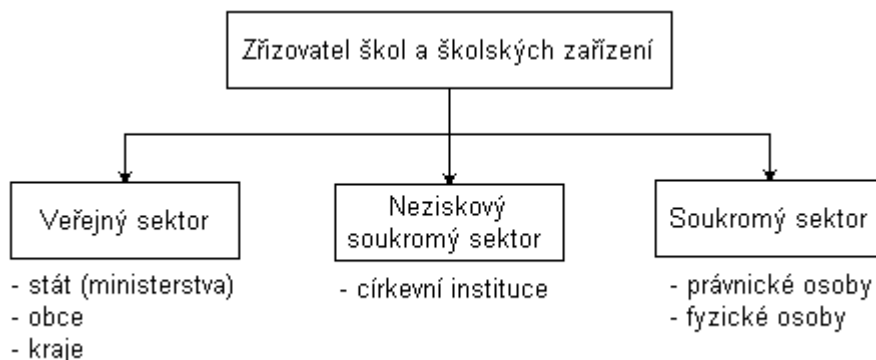 Zřizovatel škol a školských zařízení
Veřejný sektor
- stát (ministerstva)
- obce
- kraje
Neziskový
soukromý sektor
- církevní instituce
Soukromý sektor
- právnické osoby
- fyzické osoby